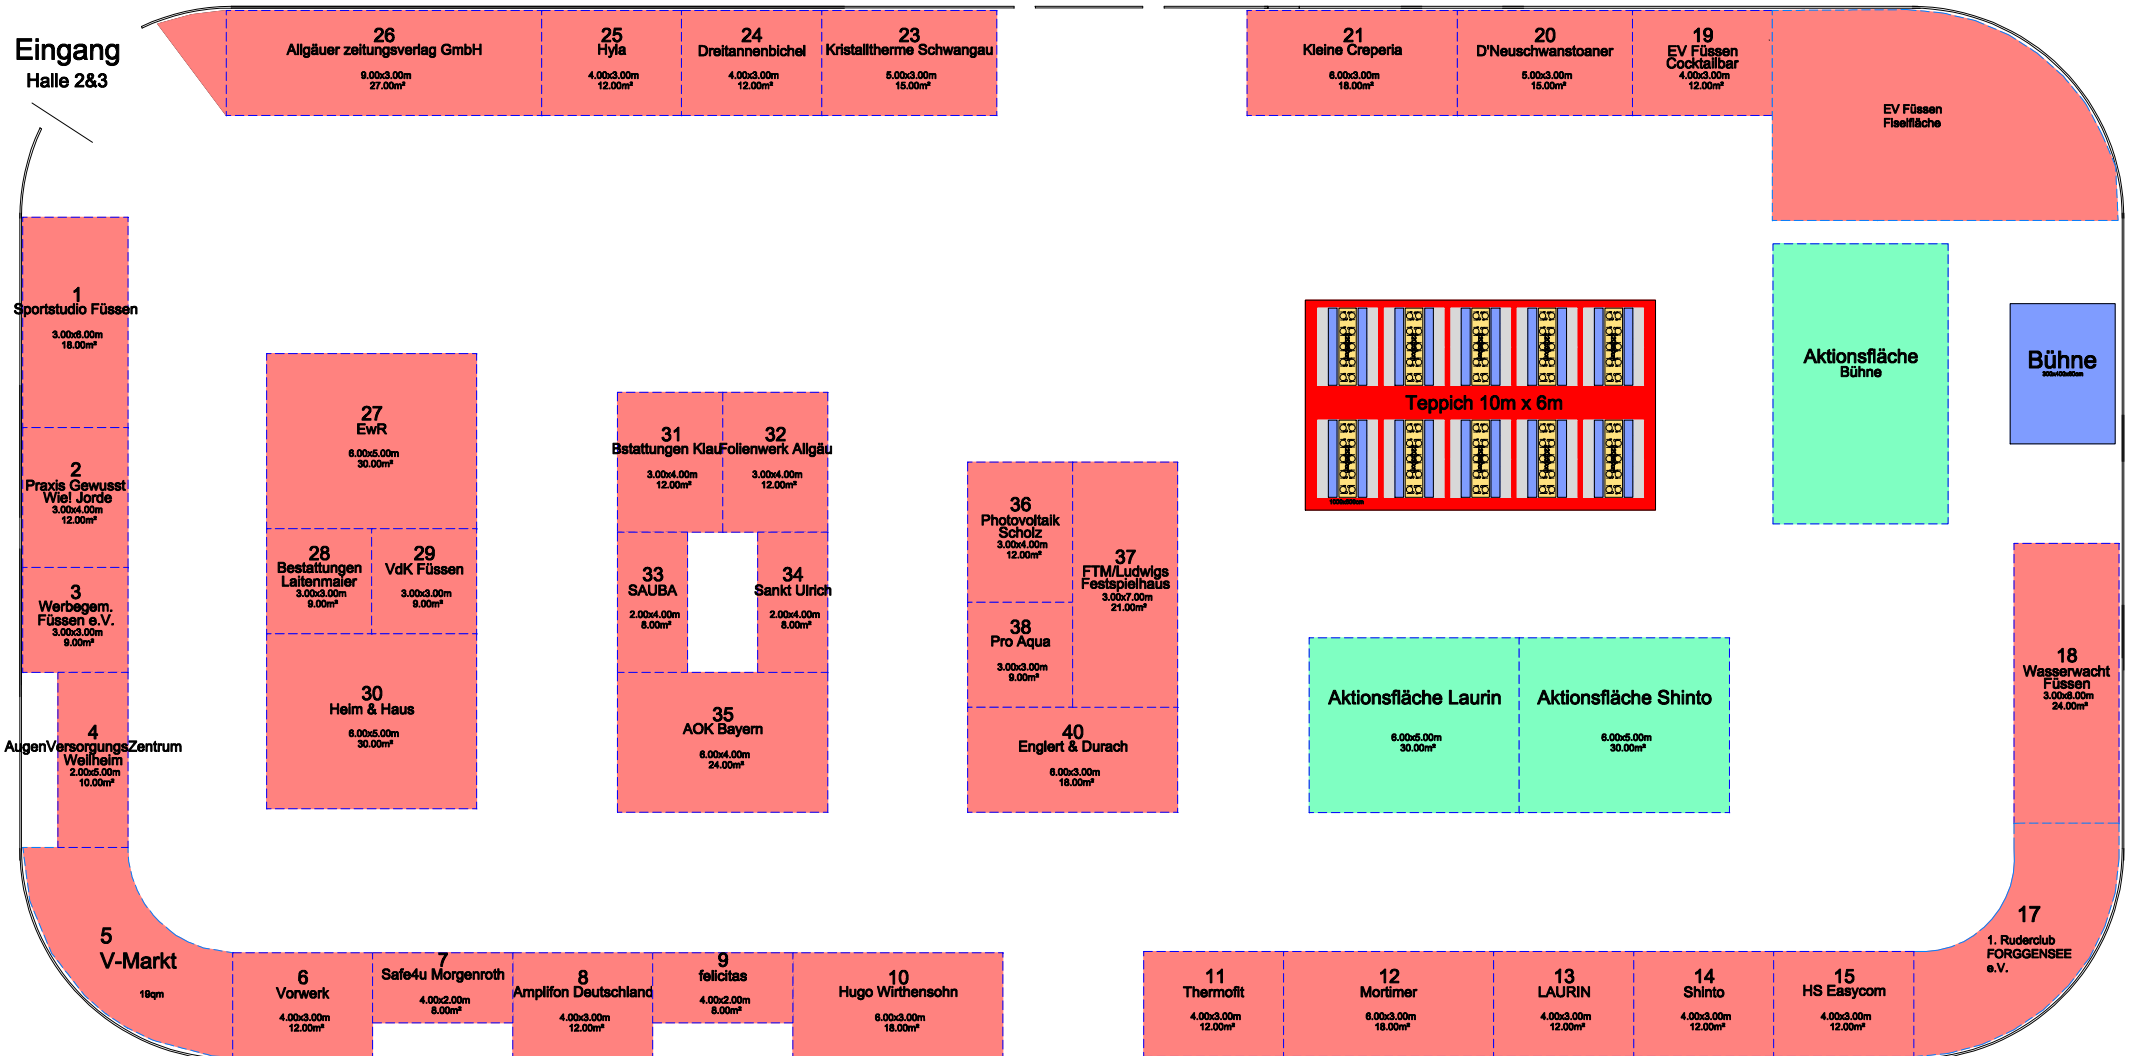 Eingang
Halle 2&3
26
Allgäuer zeitungsverlag GmbH
9.00x3.00m
27.00m²
25
Hyla
4.00x3.00m
12.00m²
24
Dreitannenbichel
4.00x3.00m
12.00m²
23
Kristalltherme Schwangau
5.00x3.00m
15.00m²
21
Kleine Creperia
6.00x3.00m
18.00m²
20
D'Neuschwanstoaner
5.00x3.00m
15.00m²
19
EV Füssen
Cocktailbar
4.00x3.00m
12.00m²
EV Füssen
Fiselfläche
1
Sportstudio Füssen
3.00x6.00m
18.00m²
2
Praxis Gewusst
Wie! Jorde
3.00x4.00m
12.00m²
3
Werbegem.
Füssen e.V.
3.00x3.00m
9.00m²
4
AugenVersorgungsZentrum
Weilheim
2.00x5.00m
10.00m²
5
V-Markt
19qm
27
EwR
6.00x5.00m
30.00m²
28
Bestattungen
Laitenmaier
3.00x3.00m
9.00m²
29
VdK Füssen
3.00x3.00m
9.00m²
30
Heim & Haus
6.00x5.00m
30.00m²
31
Bstattungen Klau
3.00x4.00m
12.00m²
32
Folienwerk Allgäu
3.00x4.00m
12.00m²
33
SAUBA
2.00x4.00m
8.00m²
34
Sankt Ulrich
2.00x4.00m
8.00m²
35
AOK Bayern
6.00x4.00m
24.00m²
36
Photovoltaik
Scholz
3.00x4.00m
12.00m²
37
FTM/Ludwigs
Festspielhaus
3.00x7.00m
21.00m²
38
Pro Aqua
3.00x3.00m
9.00m²
40
Englert & Durach
6.00x3.00m
18.00m²
Teppich 10m x 6m
Aktionsfläche
Bühne
Bühne
Aktionsfläche Laurin
6.00x5.00m
30.00m²
Aktionsfläche Shinto
6.00x5.00m
30.00m²
18
Wasserwacht
Füssen
3.00x8.00m
24.00m²
17
1. Ruderclub
FORGGENSEE
e.V.
6
Vorwerk
4.00x3.00m
12.00m²
7
Safe4u Morgenroth
4.00x2.00m
8.00m²
8
Amplifon Deutschland
4.00x3.00m
12.00m²
9
felicitas
4.00x2.00m
8.00m²
10
Hugo Wirthensohn
6.00x3.00m
18.00m²
11
Thermofit
4.00x3.00m
12.00m²
12
Mortimer
6.00x3.00m
18.00m²
13
LAURIN
4.00x3.00m
12.00m²
14
Shinto
4.00x3.00m
12.00m²
15
HS Easycom
4.00x3.00m
12.00m²